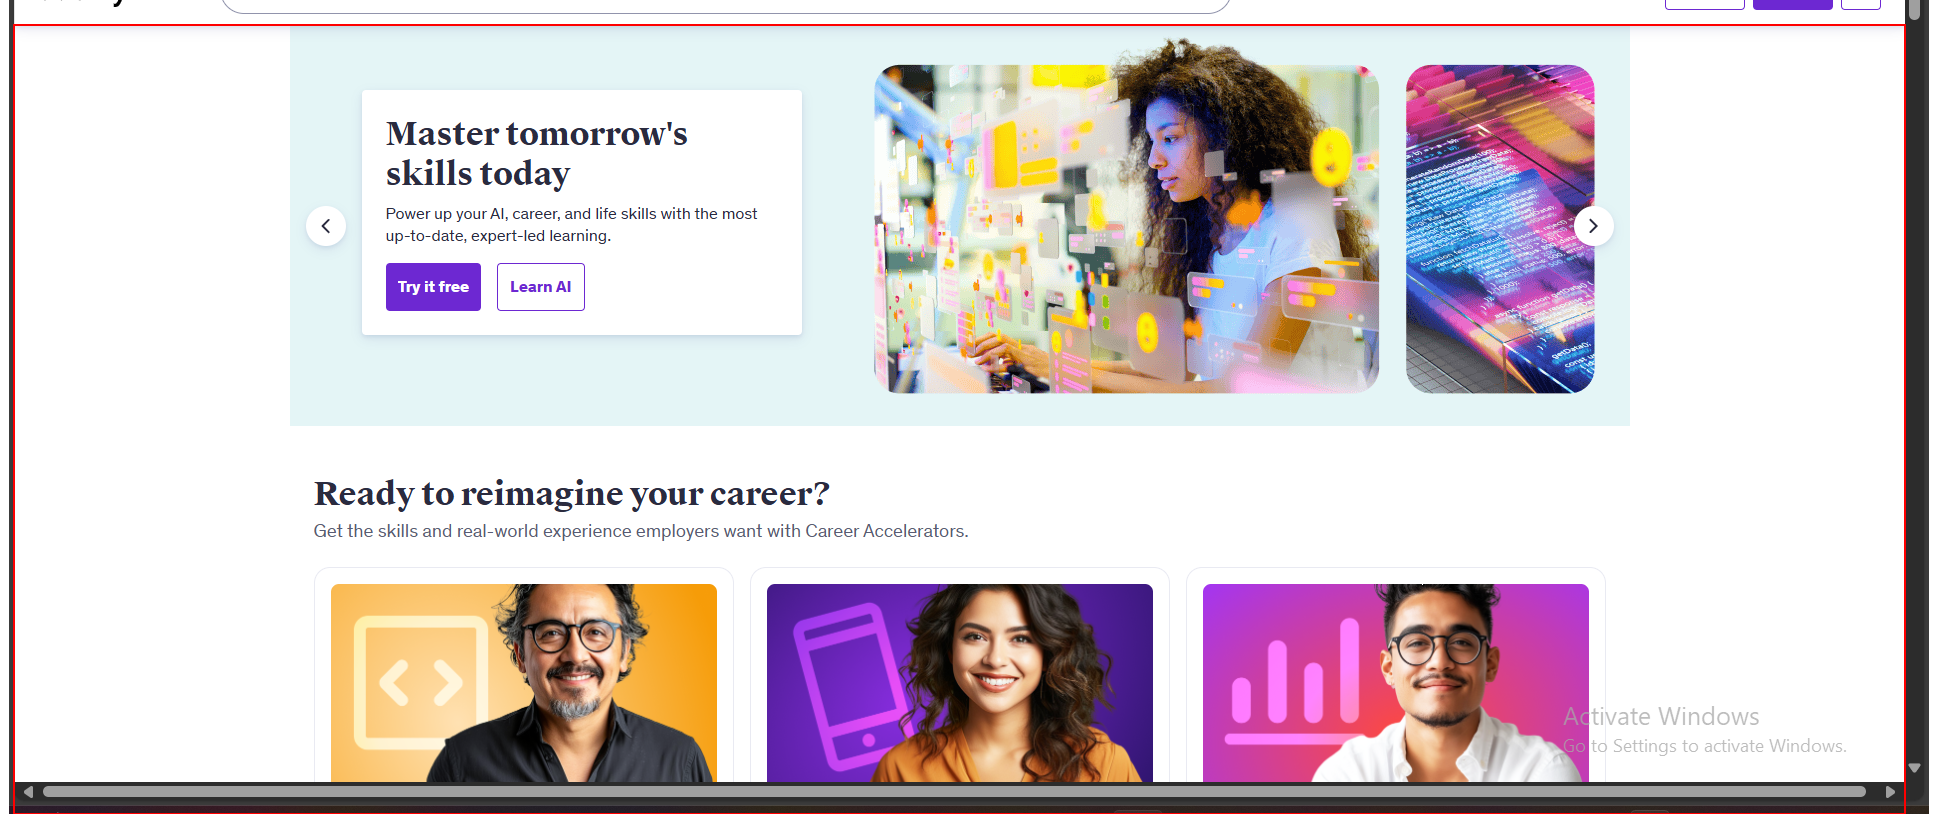 Master tomorrow's
skills today
Power up your AI, career, and life skills with the most
up-to-date, expert-led learning.
Try it free
Learn AI
Ready to reimagine your career?
Get the skills and real-world experience employers want with Career Accelerators.
Activate Windows
Go to Settings to activate Windows.